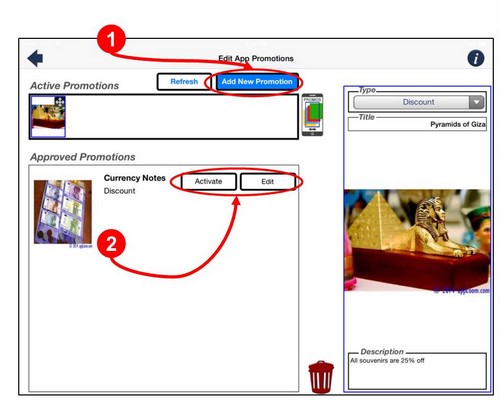 1
Edit App Promotions
i
Active Promotions
Refresh
Add New Promotion
PROMOS
Type
Discount
Title
Pyramids of Giza
Approved Promotions
Currency Notes
Discount
Activate
Edit
2
Description
All souvenirs are 25% off